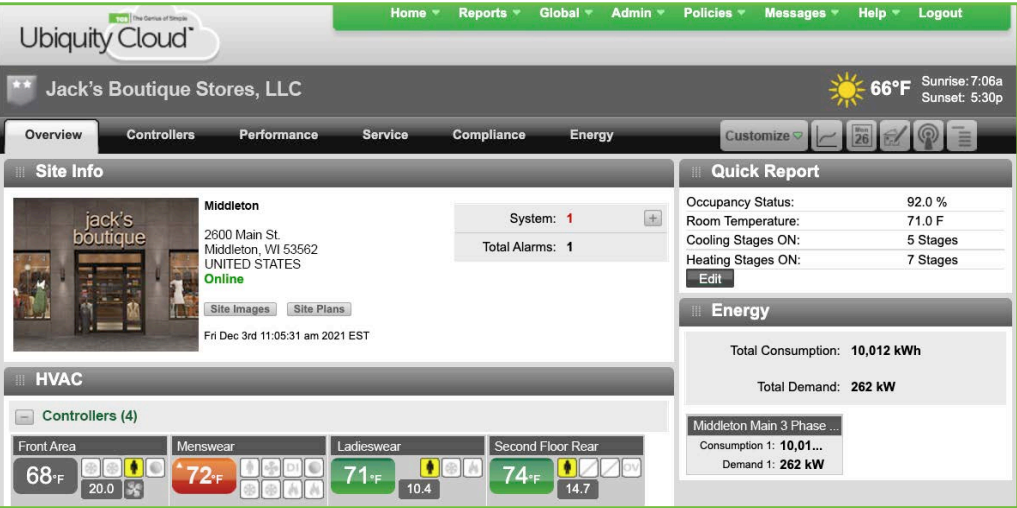 TCS The Genius of Simple
Ubiquity Cloud
Home Reports Global Admin Policies Messages Help Logout
Jack's Boutique Stores, LLC
66°F
Sunrise: 7:06a
Sunset: 5:30p
Overview Controllers Performance Service Compliance Energy
Customize
Mon
26
Site Info
jack's
boutique
Middleton
2600 Main St.
Middleton, WI 53562
UNITED STATES
Online
Site Images Site Plans
Fri Dec 3rd 11:05:31 am 2021 EST
System: 1
Total Alarms: 1
HVAC
Controllers (4)
Front Area
68°F
20.0
Menswear
72°F
DI
Ladieswear
71°F
10.4
Second Floor Rear
74°F
OV
14.7
Quick Report
Occupancy Status: 92.0 %
Room Temperature: 71.0 F
Cooling Stages ON: 5 Stages
Heating Stages ON: 7 Stages
Edit
Energy
Total Consumption: 10,012 kWh
Total Demand: 262 kW
Middleton Main 3 Phase ...
Consumption 1: 10,01...
Demand 1: 262 kW